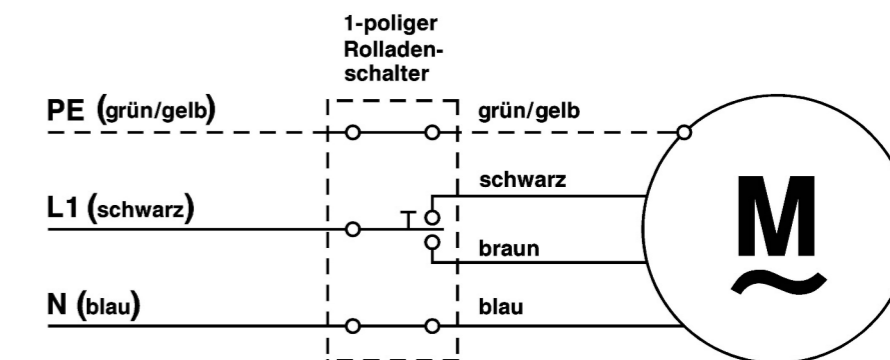 1-poliger
Rolladen-
schalter
PE (grün/gelb)
grün/gelb
schwarz
L1 (schwarz)
braun
N (blau)
blau
M